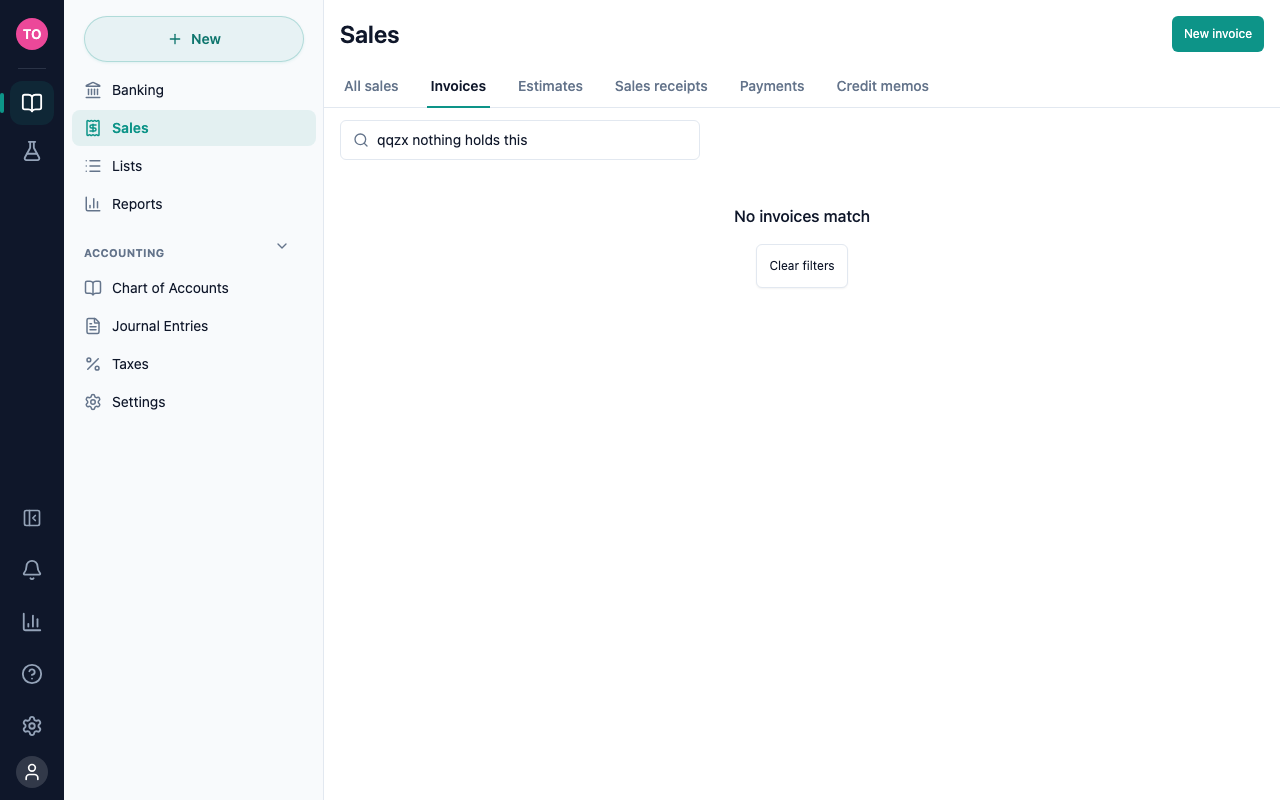 TO
New
Banking
Sales
Lists
Reports
ACCOUNTING
Chart of Accounts
Journal Entries
Taxes
Settings
Sales
New invoice
All sales
Invoices
Estimates
Sales receipts
Payments
Credit memos
qqzx nothing holds this
No invoices match
Clear filters